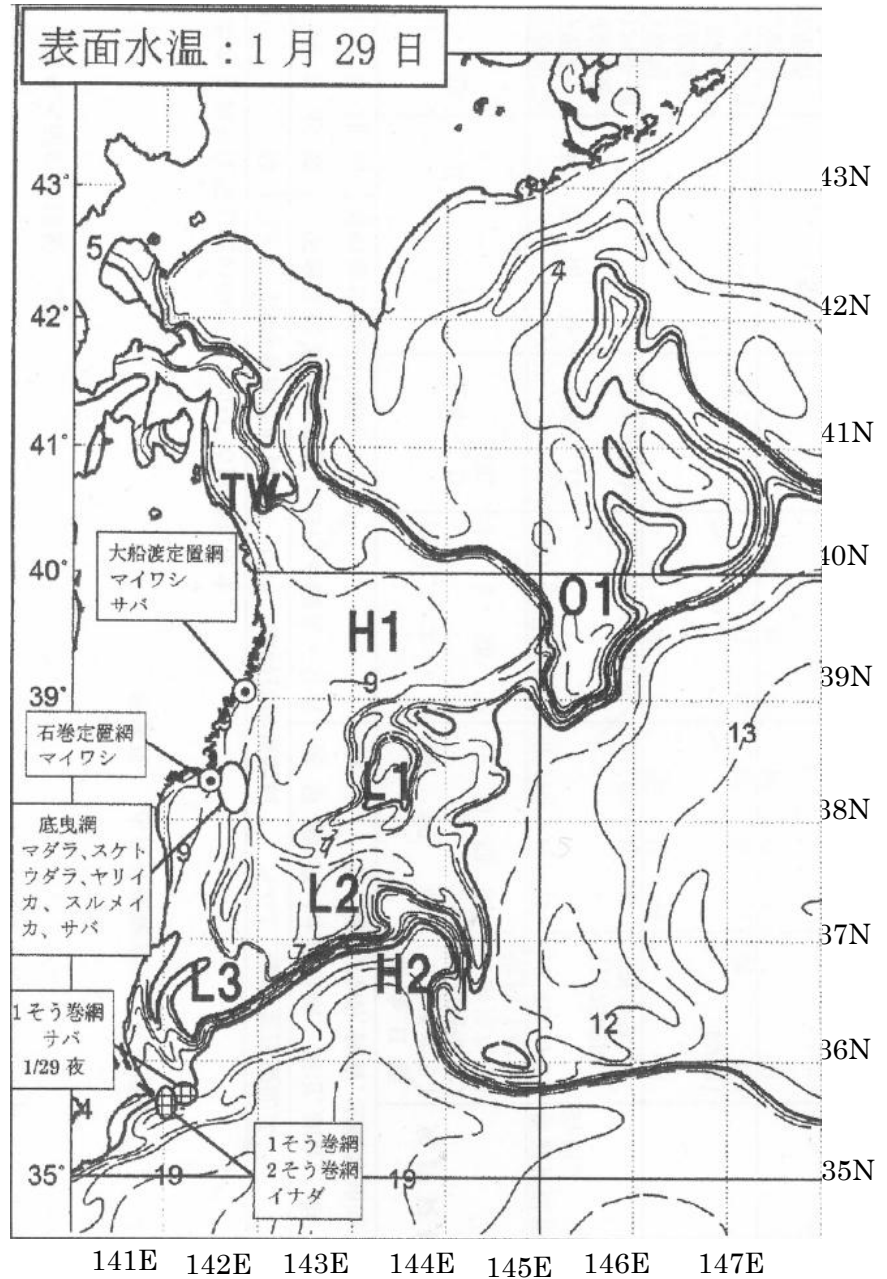 表面水温：1月29日
43°
43N
5
4
42°
42N
41°
41N
TW
大船渡定置網
マイワシ
サバ
40°
40N
O1
H1
9
39°
39N
13
石巻定置網
マイワシ
L1
38°
38N
底曳網
マダラ、スケト
ウダラ、ヤリイ
カ、スルメイ
カ、サバ
9
7
L2
37°
37N
7
L3
H2
1そう巻網
サバ
1/29 夜
12
36N
4
1そう巻網
2そう巻網
イナダ
35°
19
19
35N
141E 142E 143E 144E 145E 146E 147E